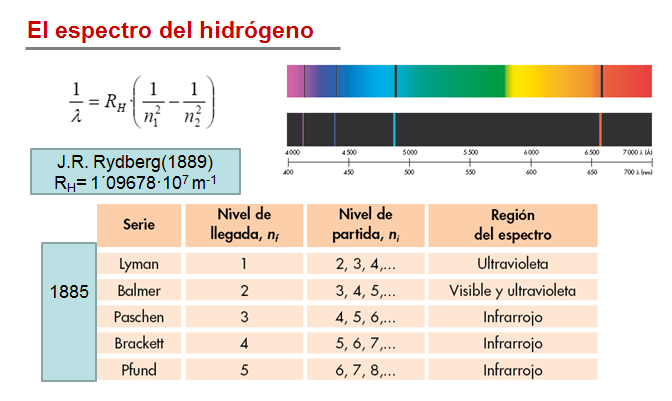 El espectro del hidrógeno
1/λ = R_H·(1/n₁² − 1/n₂²)
J.R. Rydberg(1889)
R_H= 1´09678·10⁷ m⁻¹
4 000 4 500 5 000 5 500 6 000 6 500 7 000 λ (Å)
400 450 500 550 600 650 700 λ (nm)
Serie Nivel de llegada, n_f Nivel de partida, n_i Región del espectro
1885
Lyman 1 2, 3, 4,... Ultravioleta
Balmer 2 3, 4, 5,... Visible y ultravioleta
Paschen 3 4, 5, 6,... Infrarrojo
Brackett 4 5, 6, 7,... Infrarrojo
Pfund 5 6, 7, 8,... Infrarrojo